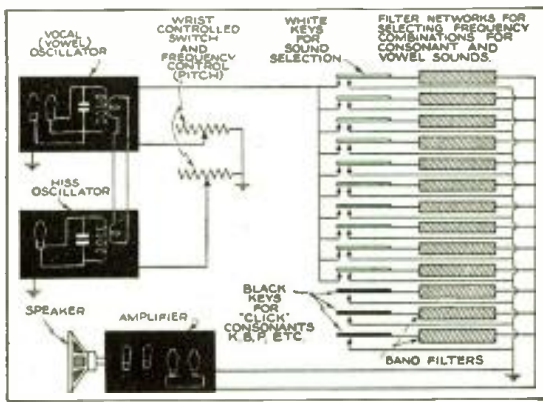 VOCAL
(VOWEL)
OSCILLATOR
WRIST
CONTROLLED
SWITCH
AND
FREQUENCY
CONTROL
(PITCH)
WHITE
KEYS
FOR
SOUND
SELECTION
FILTER NETWORKS FOR
SELECTING FREQUENCY
COMBINATIONS FOR
CONSONANT AND
VOWEL SOUNDS.
HISS
OSCILLATOR
SPEAKER
AMPLIFIER
BLACK
KEYS
FOR
"CLICK"
CONSONANTS
K, B, P, ETC.
BAND FILTERS